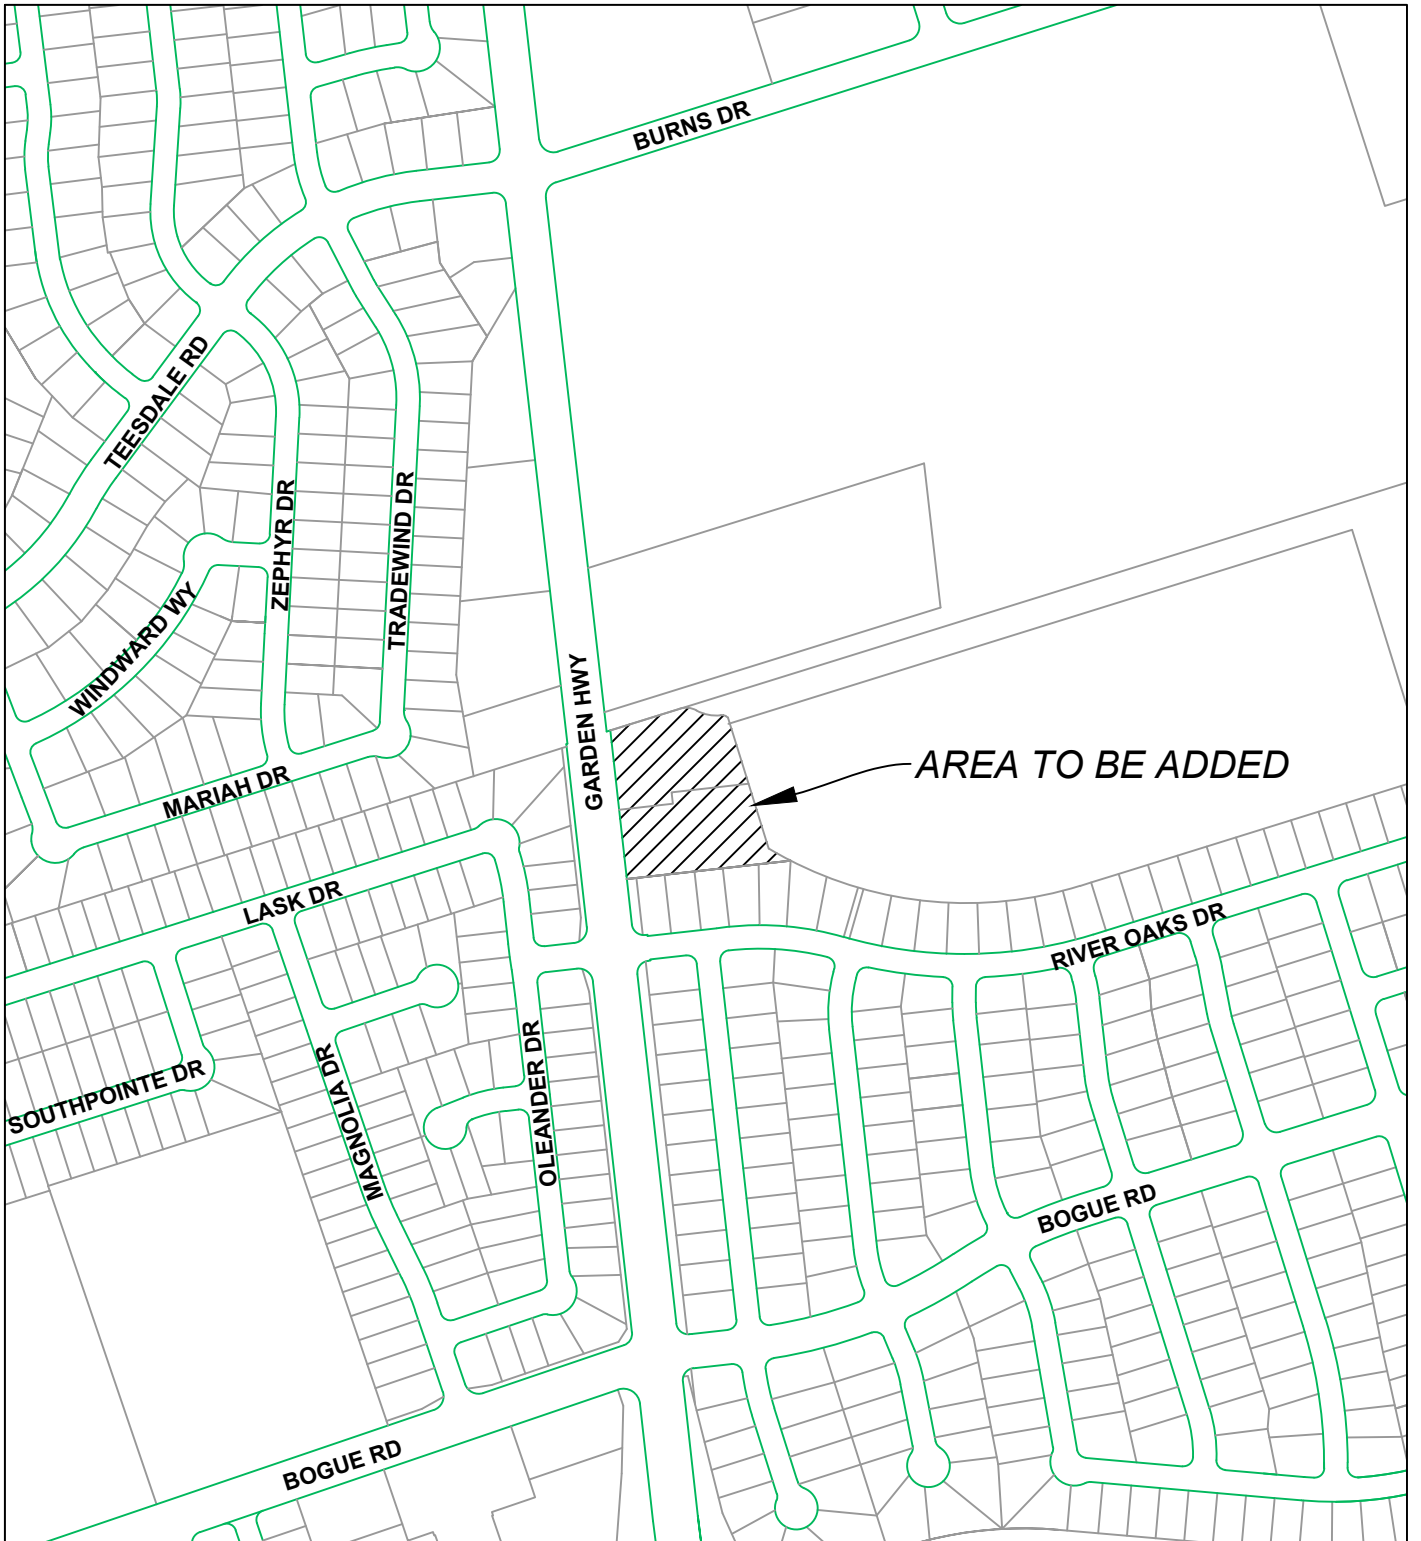 BURNS DR
TEESDALE RD
ZEPHYR DR
TRADEWIND DR
WINDWARD WY
GARDEN HWY
AREA TO BE ADDED
MARIAH DR
LASK DR
RIVER OAKS DR
SOUTHPOINTE DR
MAGNOLIA DR
OLEANDER DR
BOGUE RD
BOGUE RD